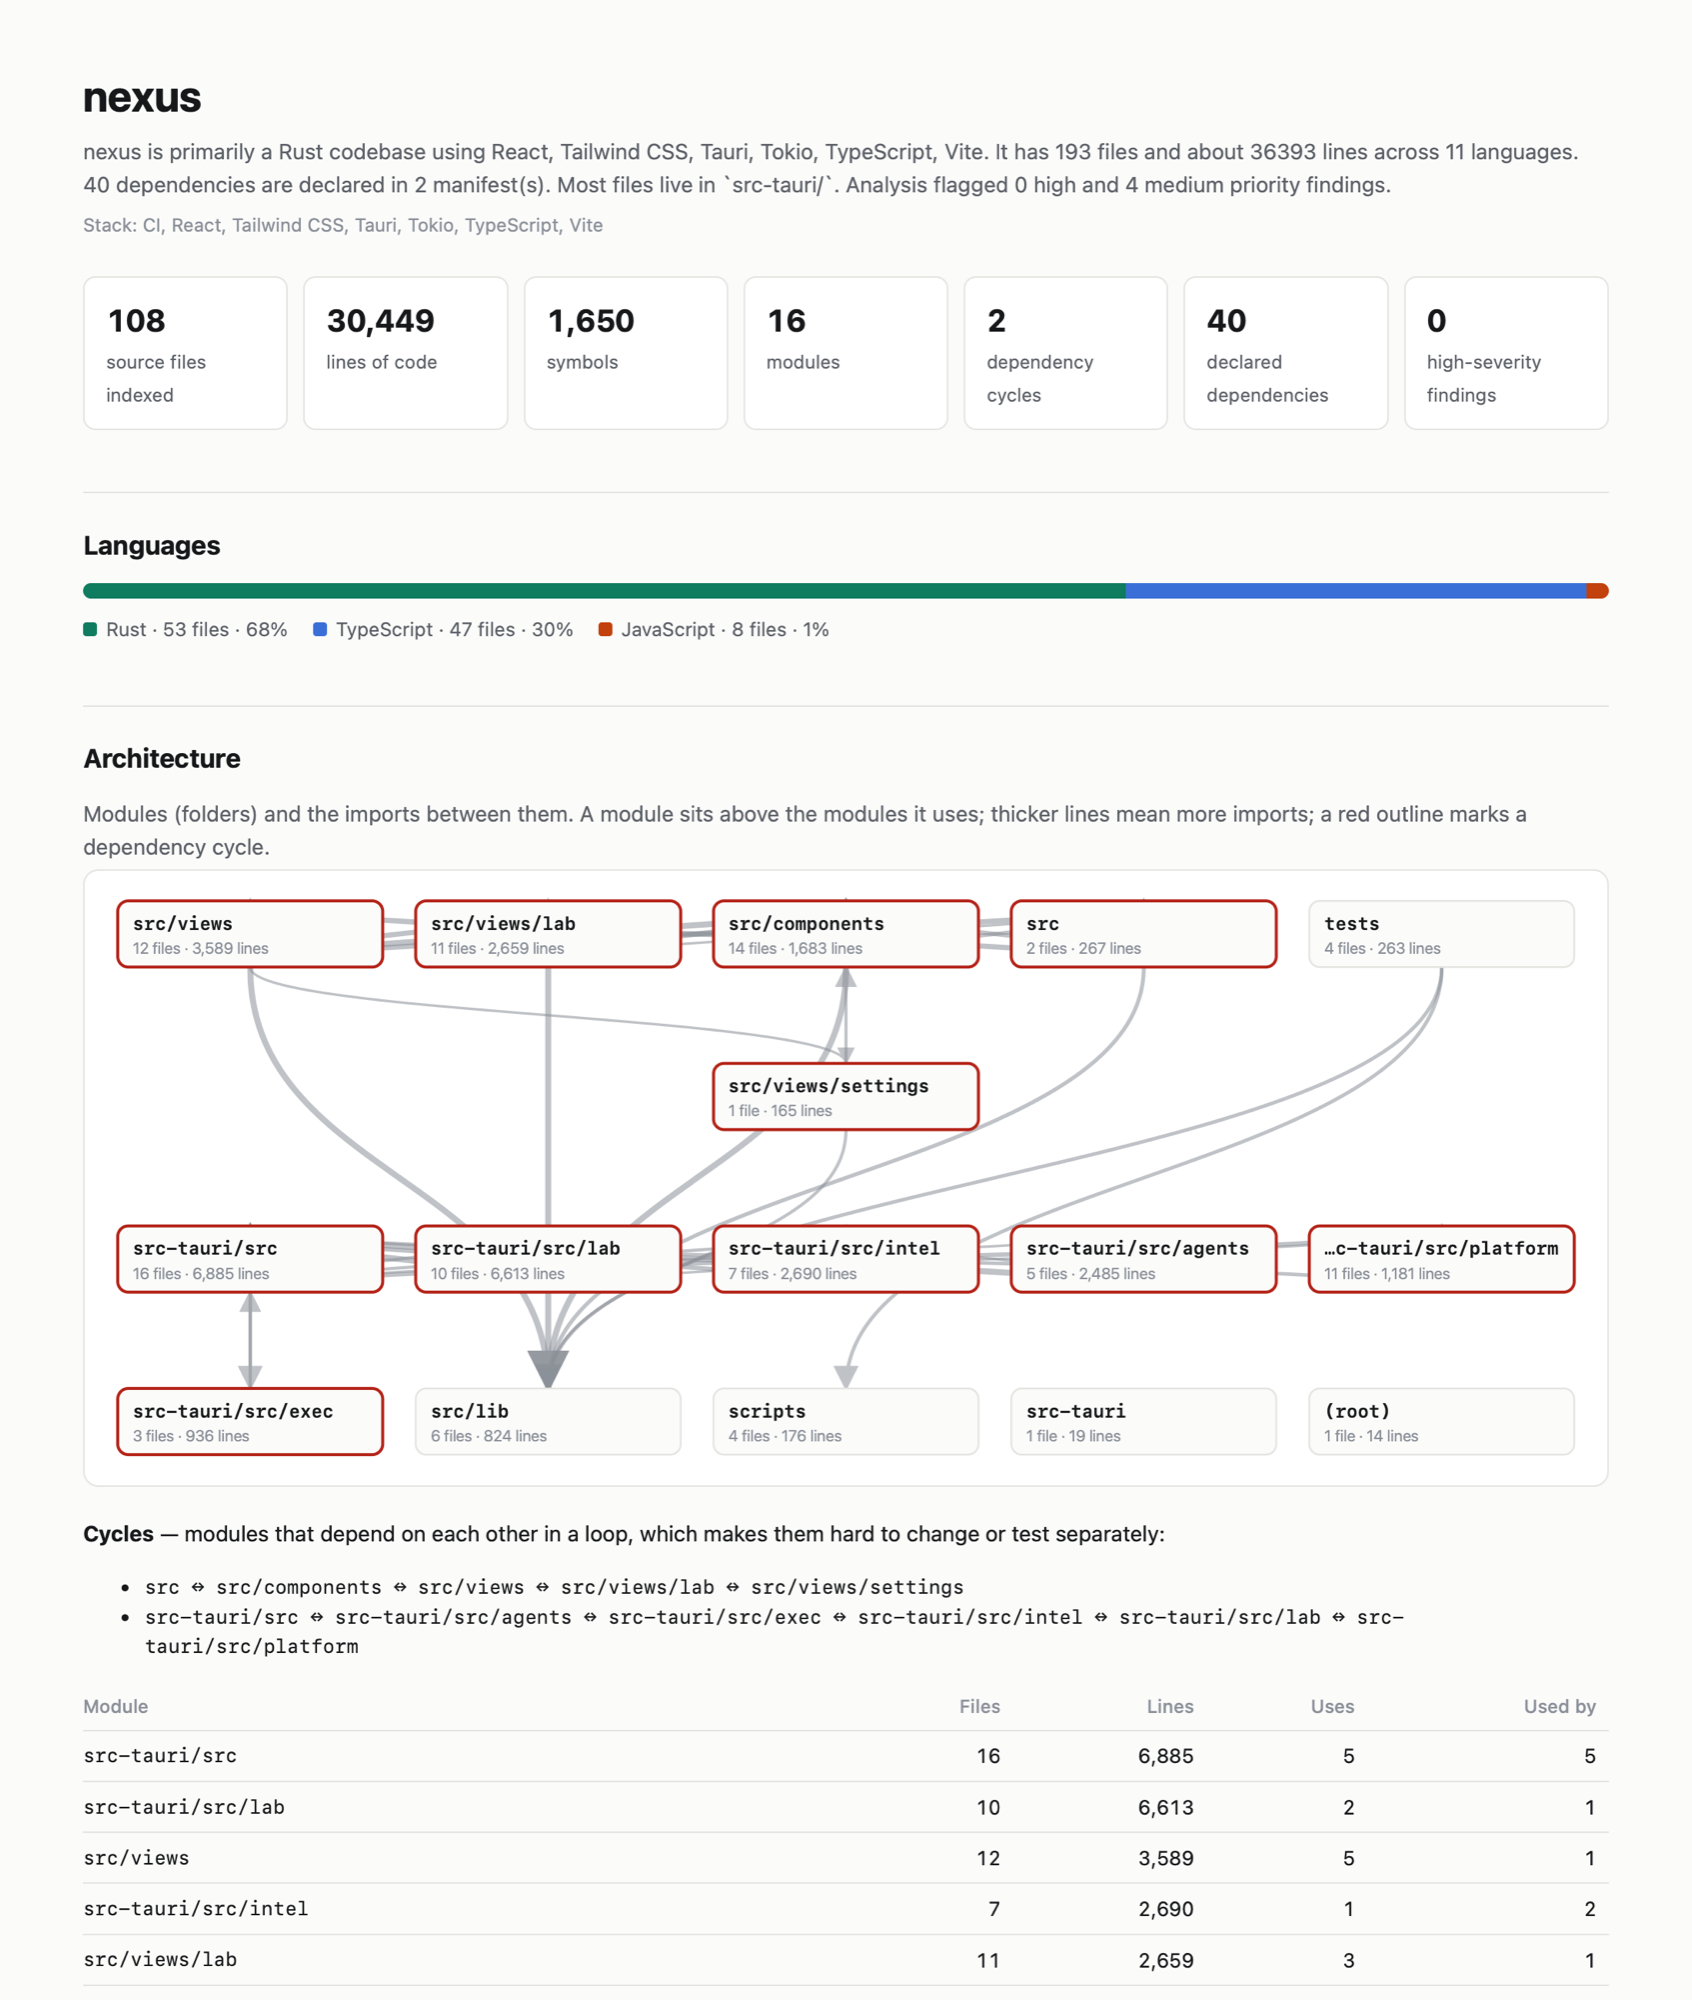 nexus
nexus is primarily a Rust codebase using React, Tailwind CSS, Tauri, Tokio, TypeScript, Vite. It has 193 files and about 36393 lines across 11 languages.
40 dependencies are declared in 2 manifest(s). Most files live in `src-tauri/`. Analysis flagged 0 high and 4 medium priority findings.
Stack: CI, React, Tailwind CSS, Tauri, Tokio, TypeScript, Vite
108
source files
indexed
30,449
lines of code
1,650
symbols
16
modules
2
dependency
cycles
40
declared
dependencies
0
high-severity
findings
Languages
Rust · 53 files · 68% TypeScript · 47 files · 30% JavaScript · 8 files · 1%
Architecture
Modules (folders) and the imports between them. A module sits above the modules it uses; thicker lines mean more imports; a red outline marks a
dependency cycle.
src/views
12 files · 3,589 lines
src/views/lab
11 files · 2,659 lines
src/components
14 files · 1,683 lines
src
2 files · 267 lines
tests
4 files · 263 lines
src/views/settings
1 file · 165 lines
src-tauri/src
16 files · 6,885 lines
src-tauri/src/lab
10 files · 6,613 lines
src-tauri/src/intel
7 files · 2,690 lines
src-tauri/src/agents
5 files · 2,485 lines
…c-tauri/src/platform
11 files · 1,181 lines
src-tauri/src/exec
3 files · 936 lines
src/lib
6 files · 824 lines
scripts
4 files · 176 lines
src-tauri
1 file · 19 lines
(root)
1 file · 14 lines
Cycles — modules that depend on each other in a loop, which makes them hard to change or test separately:
• src ↔ src/components ↔ src/views ↔ src/views/lab ↔ src/views/settings
• src-tauri/src ↔ src-tauri/src/agents ↔ src-tauri/src/exec ↔ src-tauri/src/intel ↔ src-tauri/src/lab ↔ src-
tauri/src/platform
Module Files Lines Uses Used by
src-tauri/src 16 6,885 5 5
src-tauri/src/lab 10 6,613 2 1
src/views 12 3,589 5 1
src-tauri/src/intel 7 2,690 1 2
src/views/lab 11 2,659 3 1